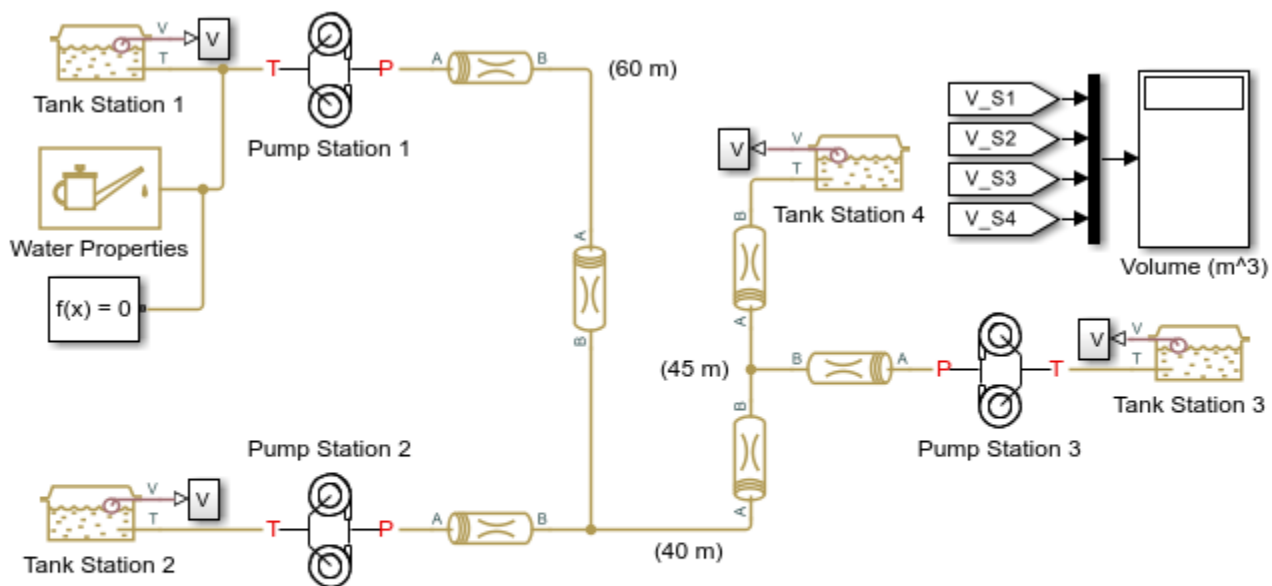 V
V
T
Tank Station 1
T
P
Pump Station 1
A
B
(60 m)
Water Properties
f(x) = 0
A
B
V
V
T
Tank Station 4
V_S1
V_S2
V_S3
V_S4
Volume (m^3)
B
A
(45 m)
B
A
P
T
Pump Station 3
V
V
T
Tank Station 3
B
A
(40 m)
Pump Station 2
V
V
T
Tank Station 2
T
P
A
B